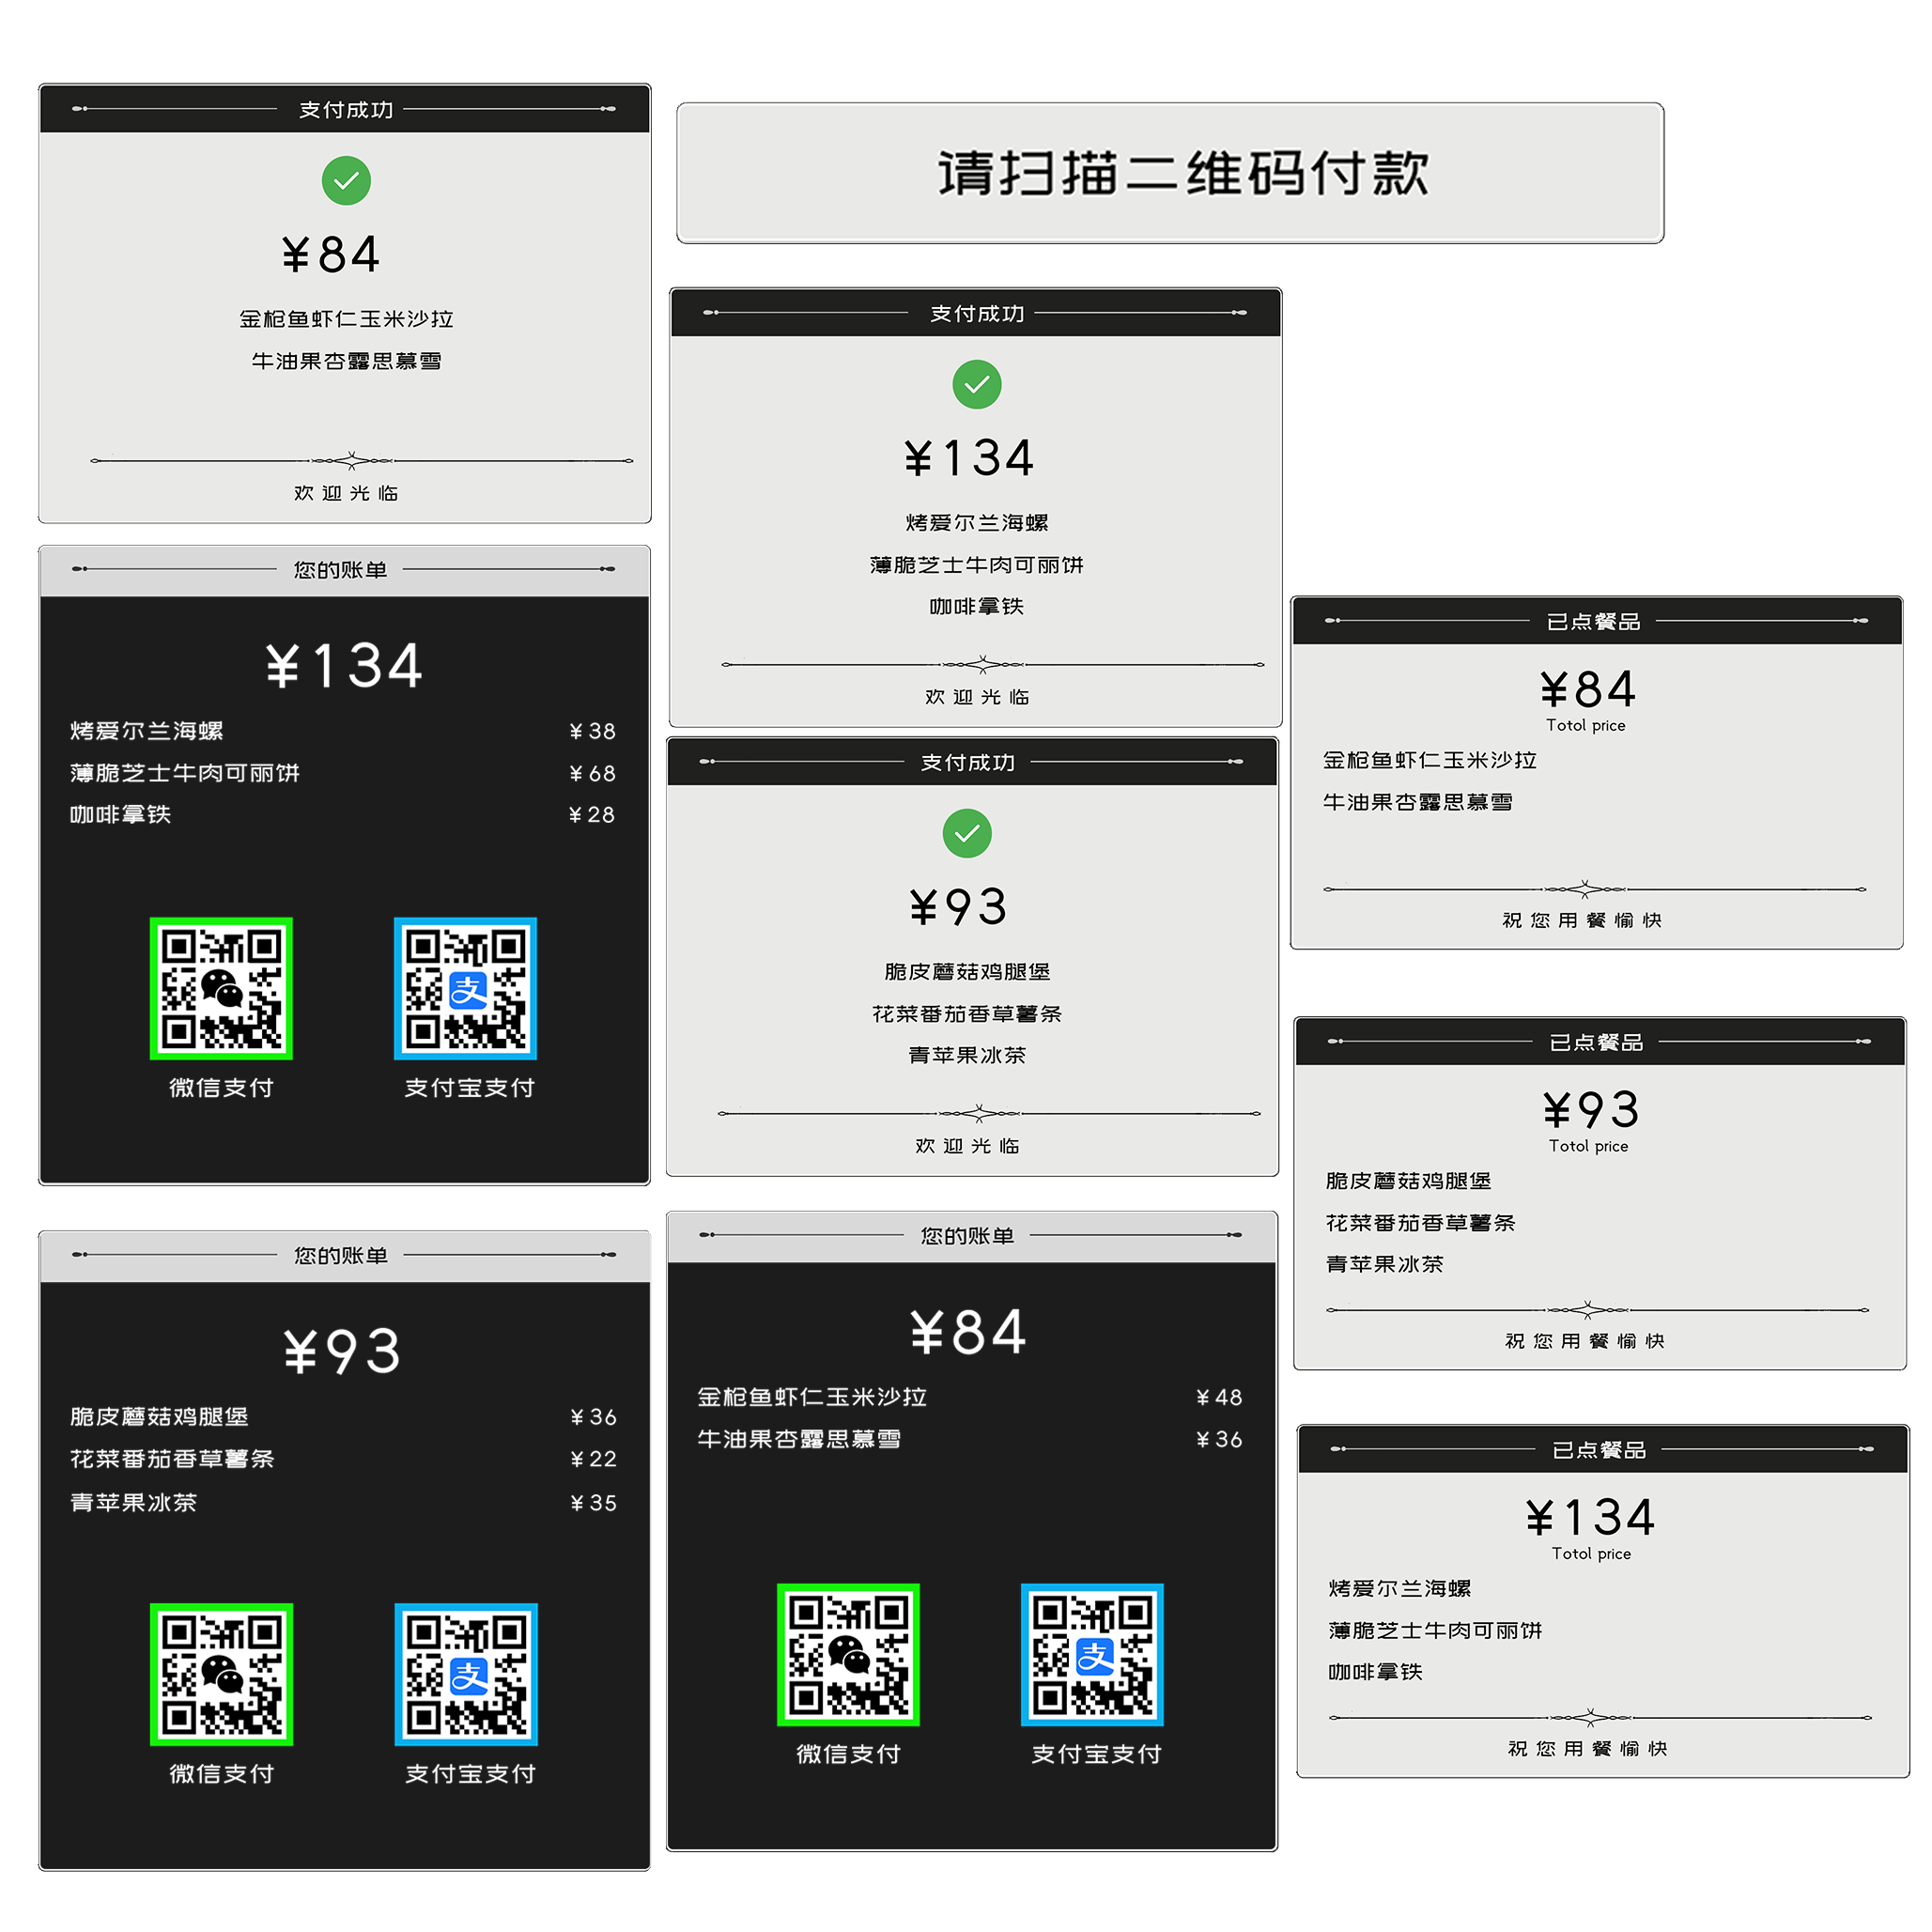 支付成功
¥84
金枪鱼虾仁玉米沙拉
牛油果杏露思慕雪
欢迎光临
请扫描二维码付款
支付成功
¥134
烤爱尔兰海螺
薄脆芝士牛肉可丽饼
咖啡拿铁
欢迎光临
您的账单
¥134
烤爱尔兰海螺 ¥38
薄脆芝士牛肉可丽饼 ¥68
咖啡拿铁 ¥28
支
微信支付 支付宝支付
支付成功
¥93
脆皮蘑菇鸡腿堡
花菜番茄香草薯条
青苹果冰茶
欢迎光临
已点餐品
¥84
Totol price
金枪鱼虾仁玉米沙拉
牛油果杏露思慕雪
祝您用餐愉快
已点餐品
¥93
Totol price
脆皮蘑菇鸡腿堡
花菜番茄香草薯条
青苹果冰茶
祝您用餐愉快
您的账单
¥93
脆皮蘑菇鸡腿堡 ¥36
花菜番茄香草薯条 ¥22
青苹果冰茶 ¥35
支
微信支付 支付宝支付
您的账单
¥84
金枪鱼虾仁玉米沙拉 ¥48
牛油果杏露思慕雪 ¥36
支
微信支付 支付宝支付
已点餐品
¥134
Totol price
烤爱尔兰海螺
薄脆芝士牛肉可丽饼
咖啡拿铁
祝您用餐愉快